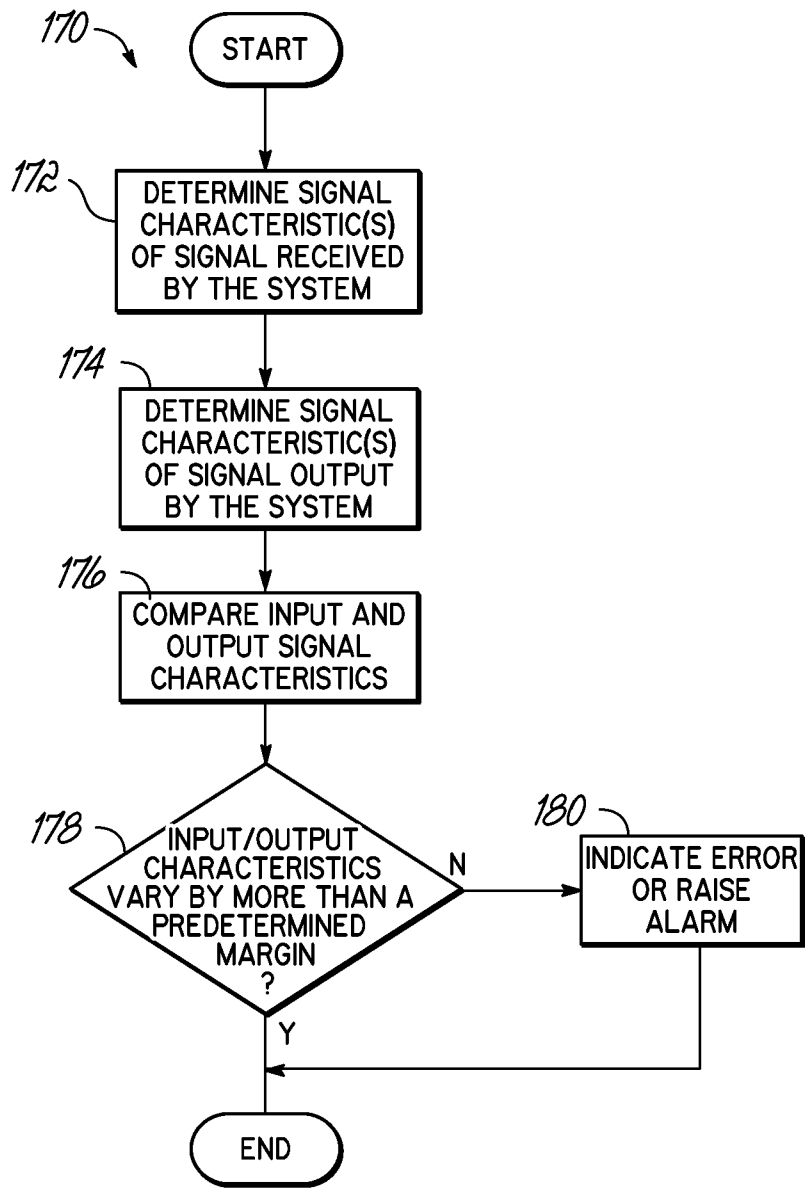 170
START
172
DETERMINE SIGNAL
CHARACTERISTIC(S)
OF SIGNAL RECEIVED
BY THE SYSTEM
174
DETERMINE SIGNAL
CHARACTERISTIC(S)
OF SIGNAL OUTPUT
BY THE SYSTEM
176
COMPARE INPUT AND
OUTPUT SIGNAL
CHARACTERISTICS
178
INPUT/OUTPUT
CHARACTERISTICS
VARY BY MORE THAN A
PREDETERMINED
MARGIN
?
N
180
INDICATE ERROR
OR RAISE
ALARM
Y
END